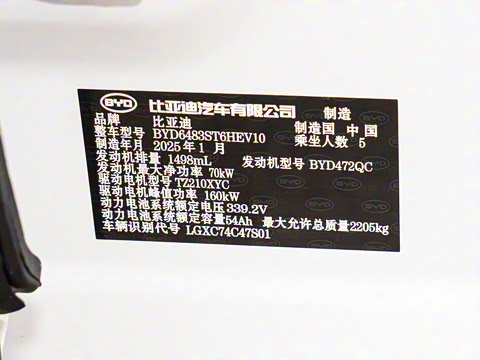 BYD 比亚迪汽车有限公司 制造
品牌 比亚迪 制造国 中国
整车型号 BYD6483ST6HEV10 乘坐人数 5
制造年月 2025年1月
发动机排量 1498mL 发动机型号 BYD472QC
发动机最大净功率 70kW
驱动电机型号 TZ210XYC
驱动电机峰值功率 160kW
动力电池系统额定电压339.2V
动力电池系统额定容量54Ah 最大允许总质量2205kg
车辆识别代号 LGXC74C47S01